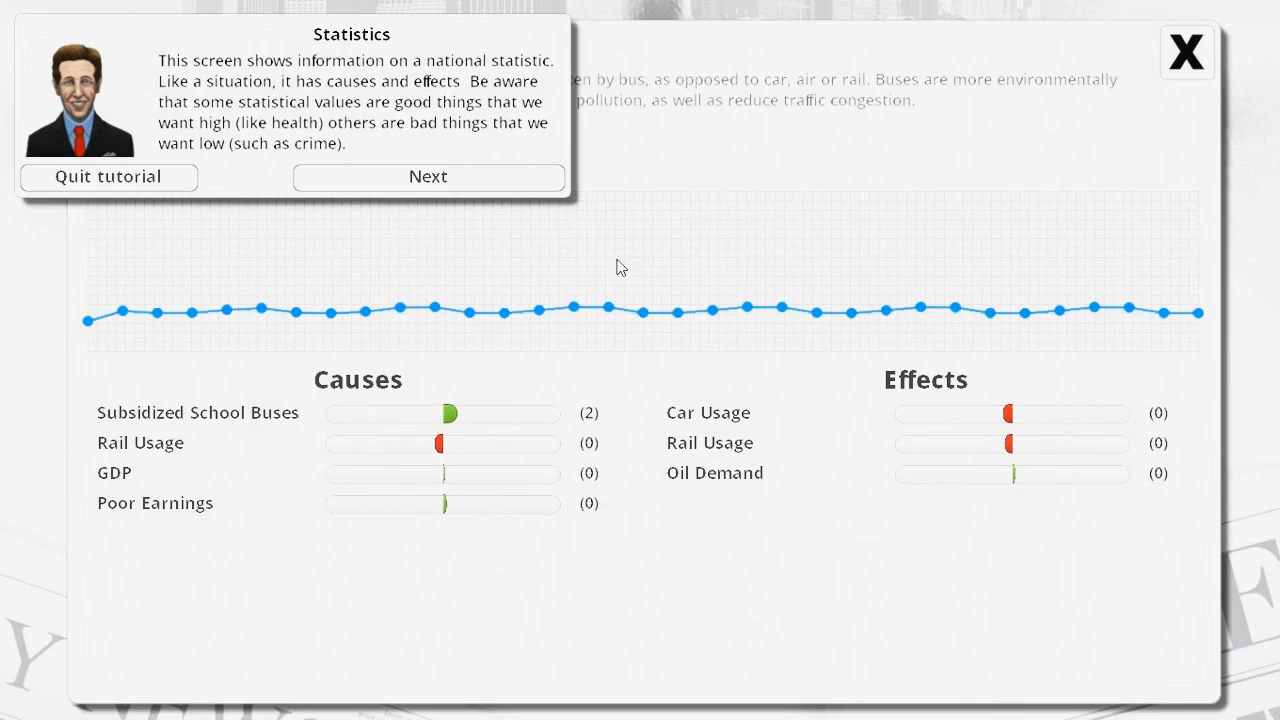 Statistics
This screen shows information on a national statistic.
Like a situation, it has causes and effects  Be aware
that some statistical values are good things that we
want high (like health) others are bad things that we
want low (such as crime).
Quit tutorial
Next
X
by bus, as opposed to car, air or rail. Buses are more environmentally
pollution, as well as reduce traffic congestion.
Causes
Subsidized School Buses (2)
Rail Usage (0)
GDP (0)
Poor Earnings (0)
Effects
Car Usage (0)
Rail Usage (0)
Oil Demand (0)